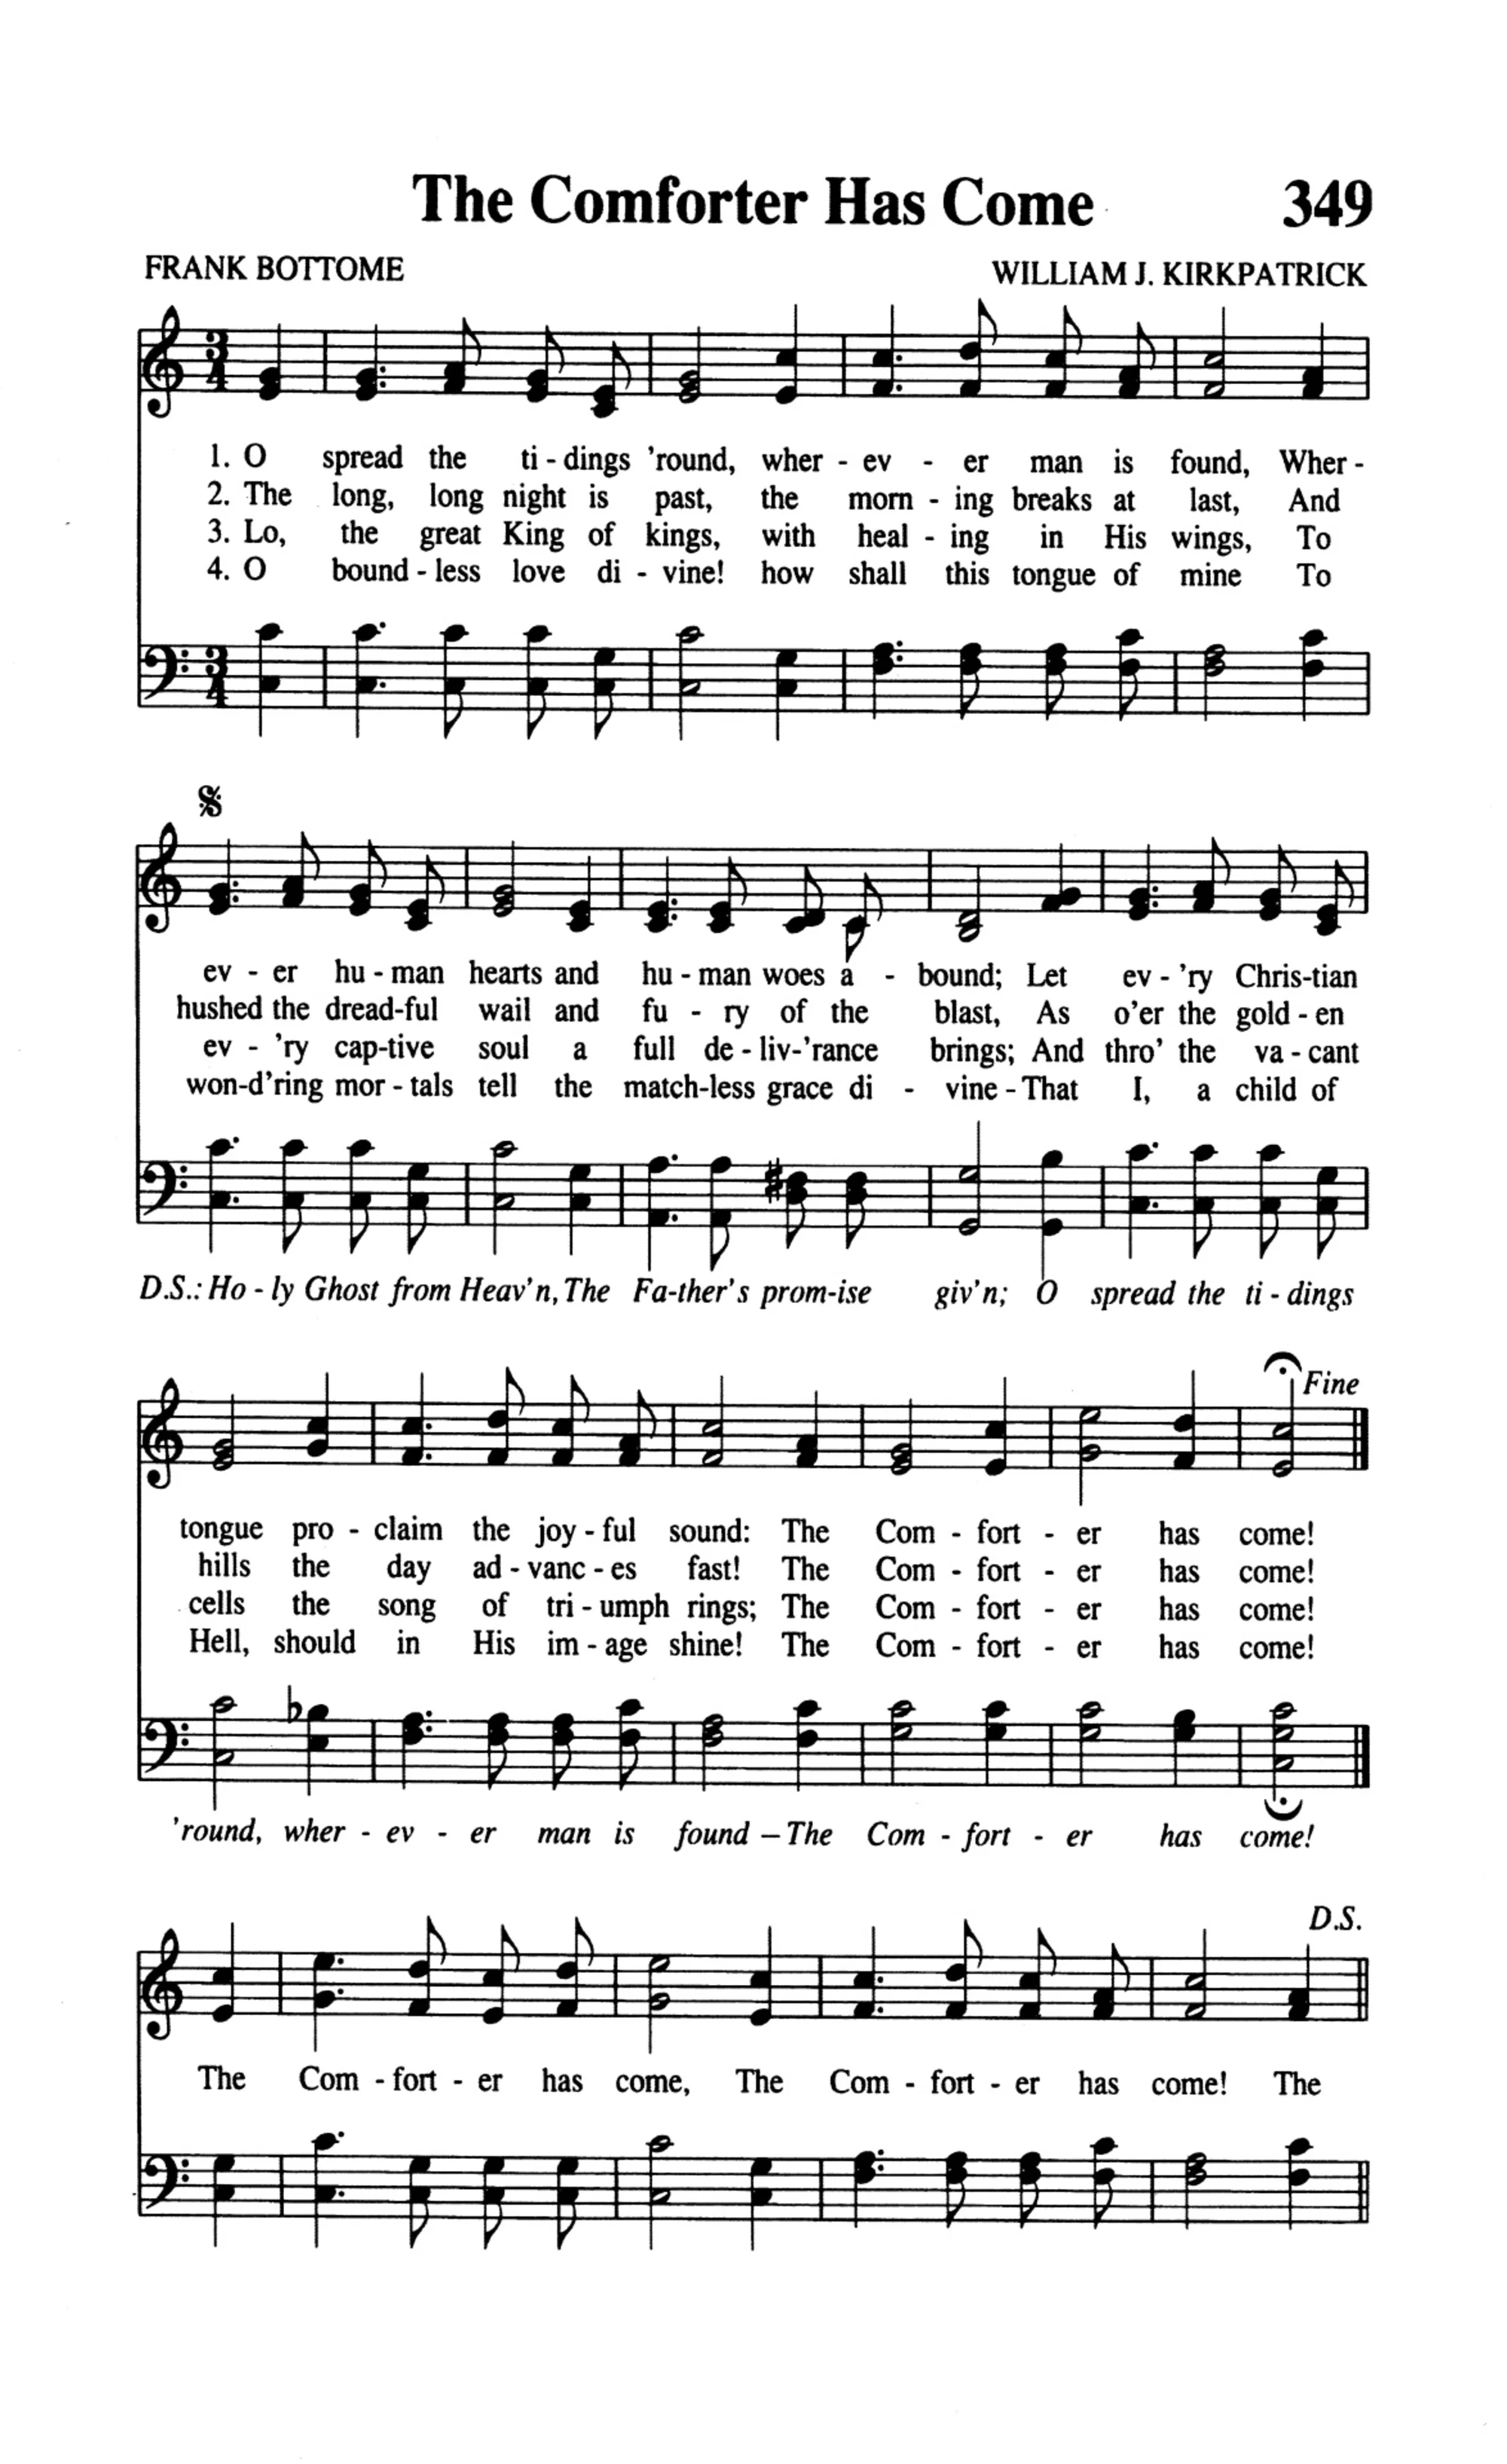 The Comforter Has Come 349
FRANK BOTTOME WILLIAM J. KIRKPATRICK
3 4
1. O spread the ti - dings ’round, wher - ev - er man is found, Wher -
2. The long, long night is past, the morn - ing breaks at last, And
3. Lo, the great King of kings, with heal - ing in His wings, To
4. O bound - less love di - vine! how shall this tongue of mine To
3 4
ev - er hu - man hearts and hu - man woes a - bound; Let ev - ’ry Chris-tian
hushed the dread-ful wail and fu - ry of the blast, As o’er the gold - en
ev - ’ry cap-tive soul a full de - liv-’rance brings; And thro’ the va - cant
won-d’ring mor - tals tell the match-less grace di - vine - That I, a child of
D.S.: Ho - ly Ghost from Heav’n, The Fa-ther’s prom-ise giv’n; O spread the ti - dings
Fine
tongue pro - claim the joy - ful sound: The Com - fort - er has come!
hills the day ad - vanc - es fast! The Com - fort - er has come!
cells the song of tri - umph rings; The Com - fort - er has come!
Hell, should in His im - age shine! The Com - fort - er has come!
’round, wher - ev - er man is found – The Com - fort - er has come!
D.S.
The Com - fort - er has come, The Com - fort - er has come! The